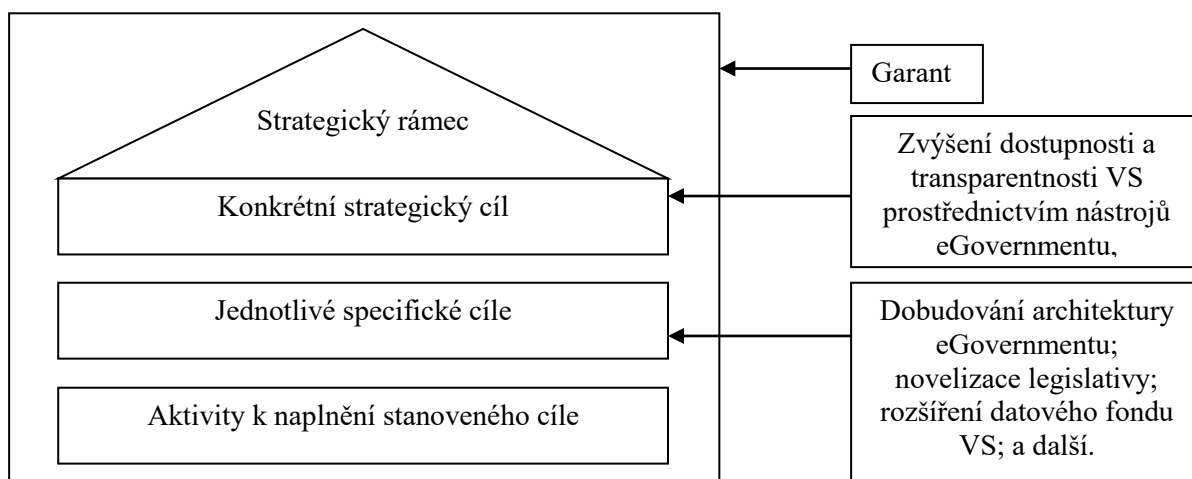 Strategický rámec
Konkrétní strategický cíl
Jednotlivé specifické cíle
Aktivity k naplnění stanoveného cíle
Garant
Zvýšení dostupnosti a
transparentnosti VS
prostřednictvím nástrojů
eGovernmentu,
Dobudování architektury
eGovernmentu;
novelizace legislativy;
rozšíření datového fondu
VS; a další.